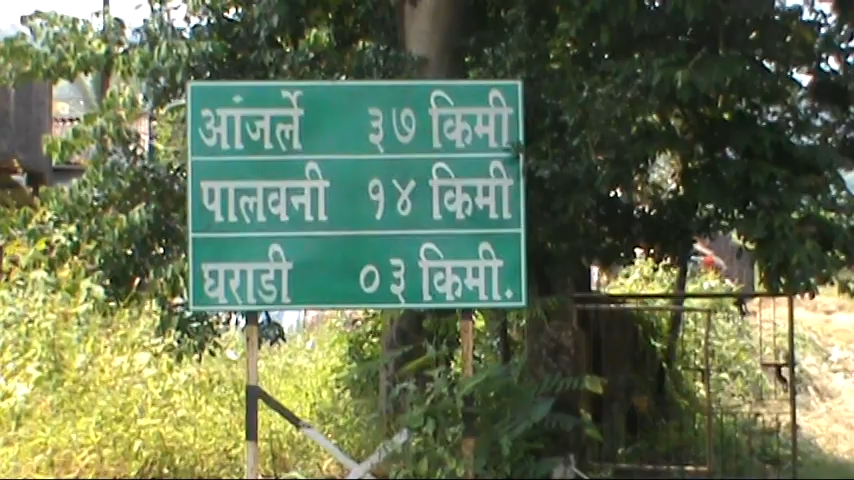 आंजर्ले ३७ किमी
पालवनी १४ किमी
घराडी ०३ किमी.